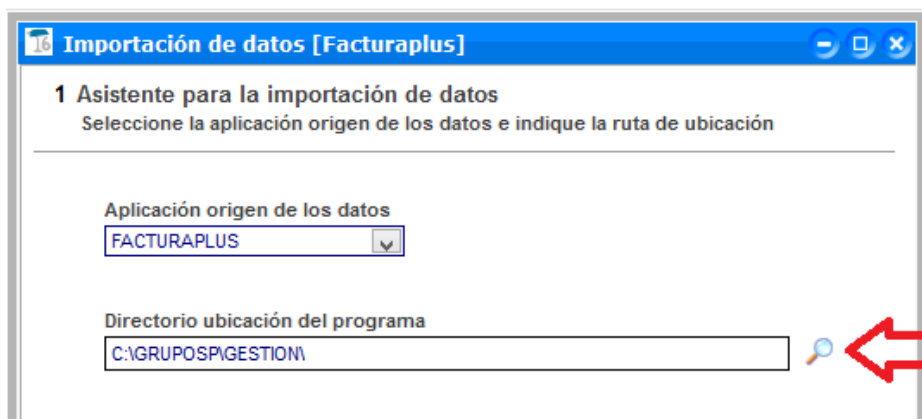 16 Importación de datos [Facturaplus]
1 Asistente para la importación de datos
Seleccione la aplicación origen de los datos e indique la ruta de ubicación
Aplicación origen de los datos
FACTURAPLUS
Directorio ubicación del programa
C:\GRUPOSP\GESTION\